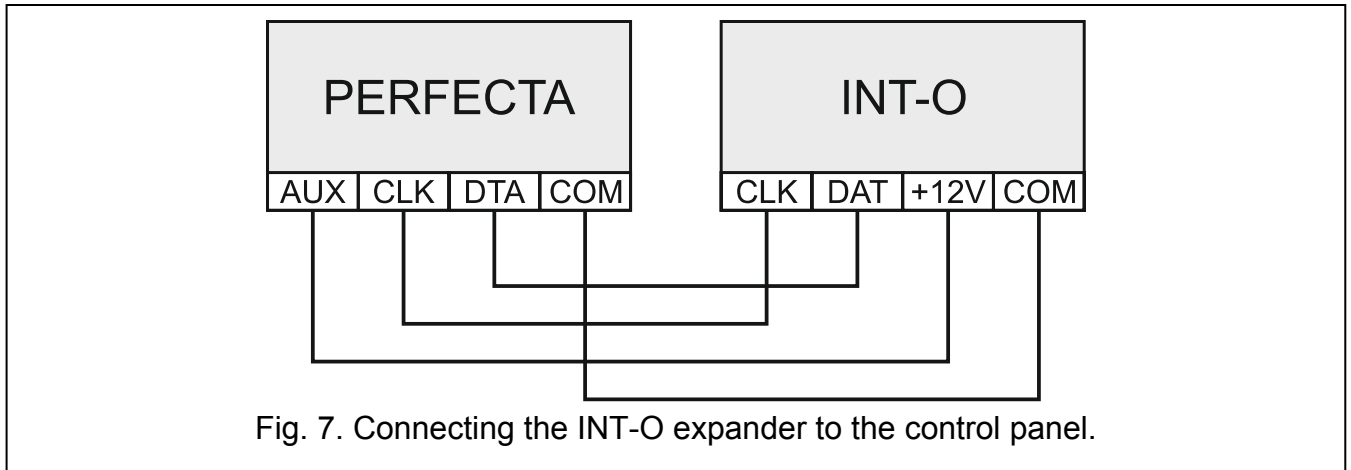 PERFECTA
INT-O
AUX CLK DTA COM
CLK DAT +12V COM
Fig. 7. Connecting the INT-O expander to the control panel.